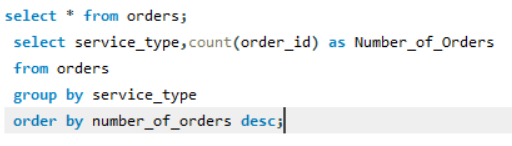 select * from orders;
select service_type,count(order_id) as Number_of_Orders
from orders
group by service_type
order by number_of_orders desc;